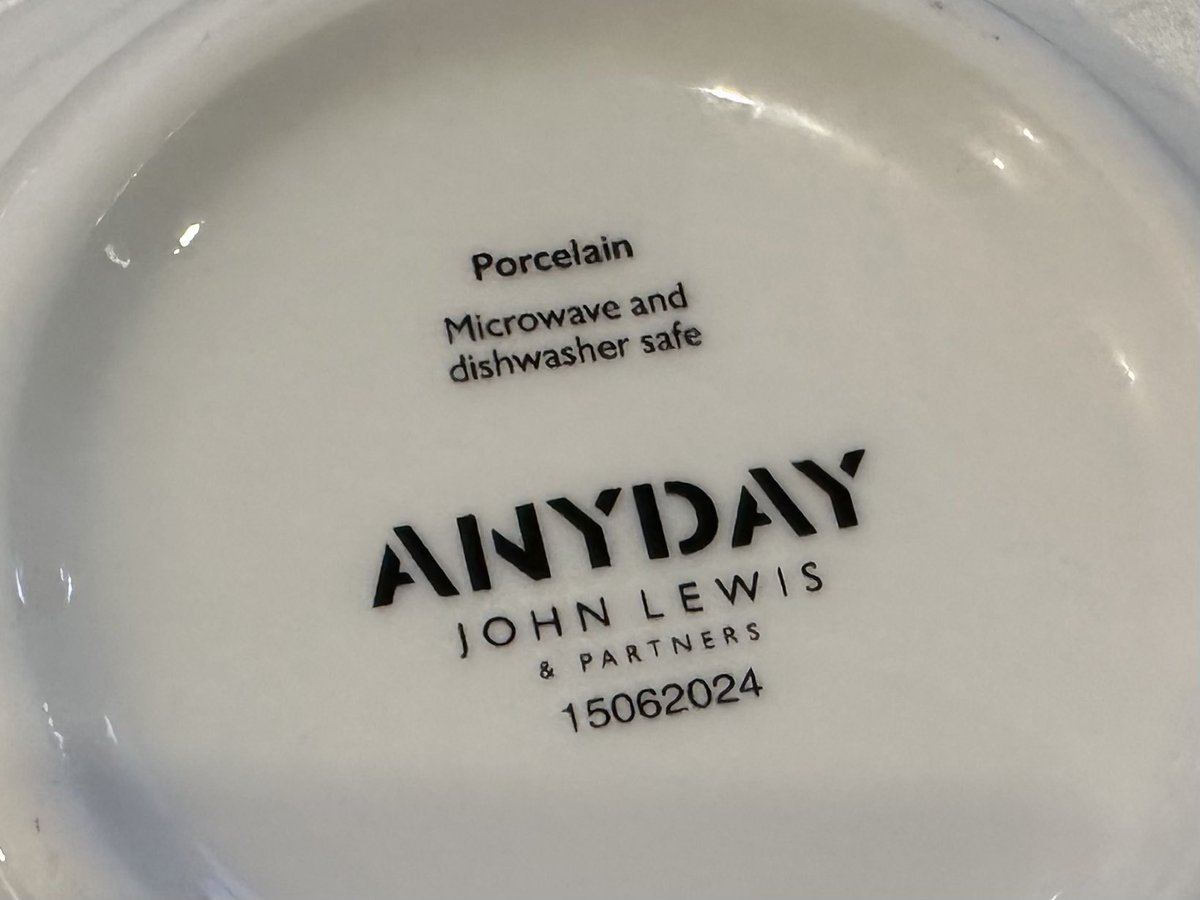 Porcelain
Microwave and
dishwasher safe
ANYDAY
JOHN LEWIS
& PARTNERS
15062024